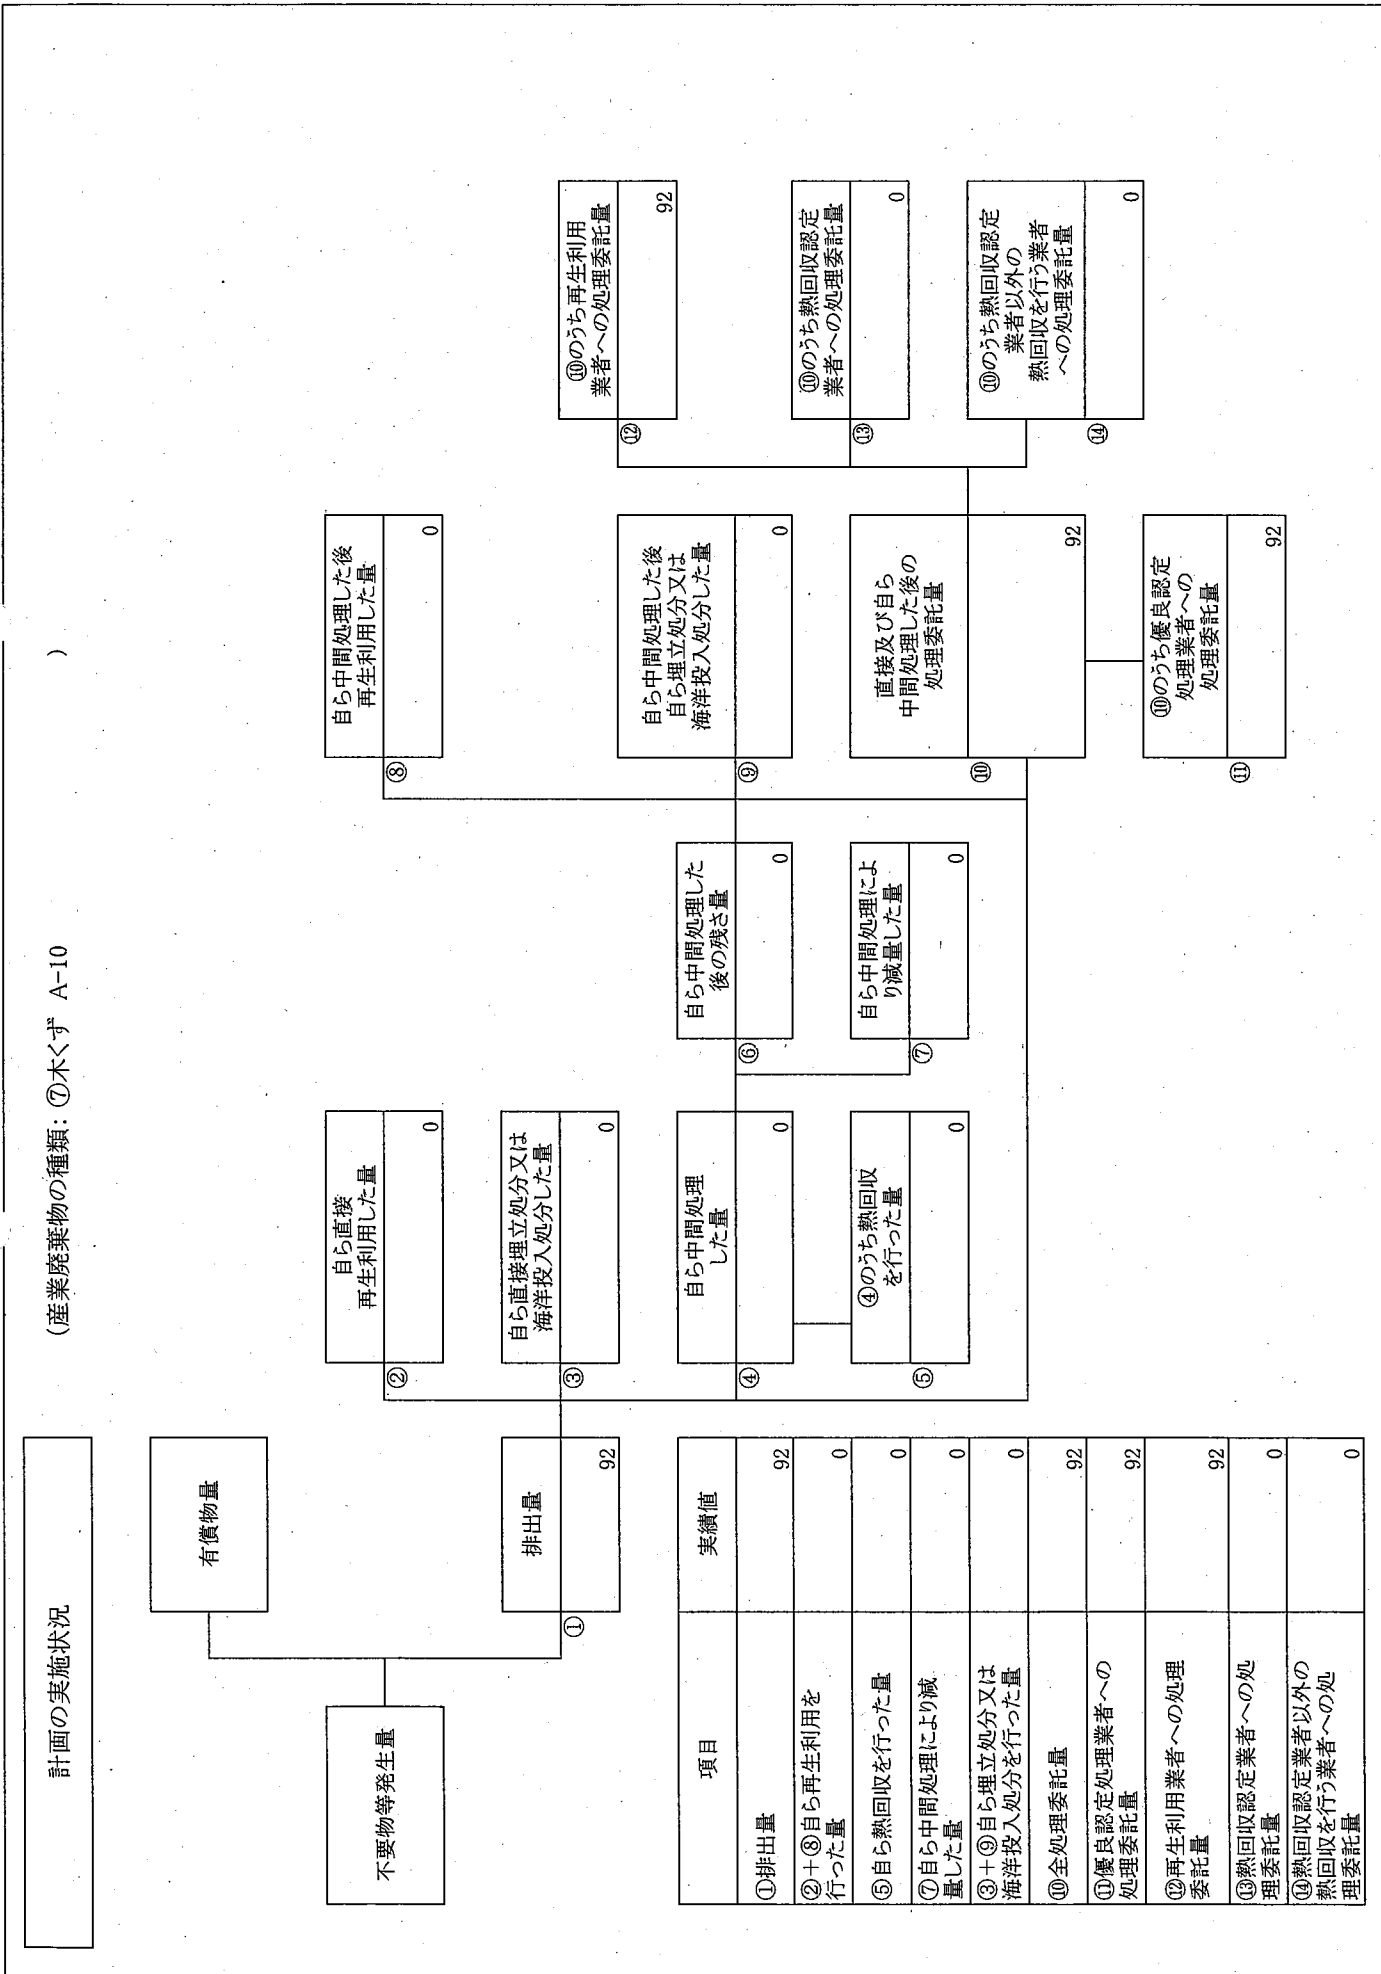 計画の実施状況
(産業廃棄物の種類：⑦木くず A-10 )
不要物等発生量
有償物量
排出量
①
92
自ら直接
再生利用した量
②
0
自ら直接埋立処分又は
海洋投入処分した量
③
0
自ら中間処理
した量
④
0
④のうち熱回収
を行った量
⑤
0
自ら中間処理した
後の残さ量
⑥
0
自ら中間処理によ
り減量した量
⑦
0
自ら中間処理した後
再生利用した量
⑧
0
自ら中間処理した後
自ら埋立処分又は
海洋投入処分した量
⑨
0
直接及び自ら
中間処理した後の
処理委託量
⑩
92
⑩のうち優良認定
処理業者への
処理委託量
⑪
92
⑩のうち再生利用
業者への処理委託量
⑫
92
⑩のうち熱回収認定
業者への処理委託量
⑬
0
⑩のうち熱回収認定
業者以外の
熱回収を行う業者
への処理委託量
⑭
0
項目 実績値
①排出量 92
②＋⑧自ら再生利用を
行った量 0
⑤自ら熱回収を行った量 0
⑦自ら中間処理により減
量した量 0
③＋⑨自ら埋立処分又は
海洋投入処分を行った量 0
⑩全処理委託量 92
⑪優良認定処理業者への
処理委託量 92
⑫再生利用業者への処理
委託量 92
⑬熱回収認定業者への処
理委託量 0
⑭熱回収認定業者以外の
熱回収を行う業者への処
理委託量 0